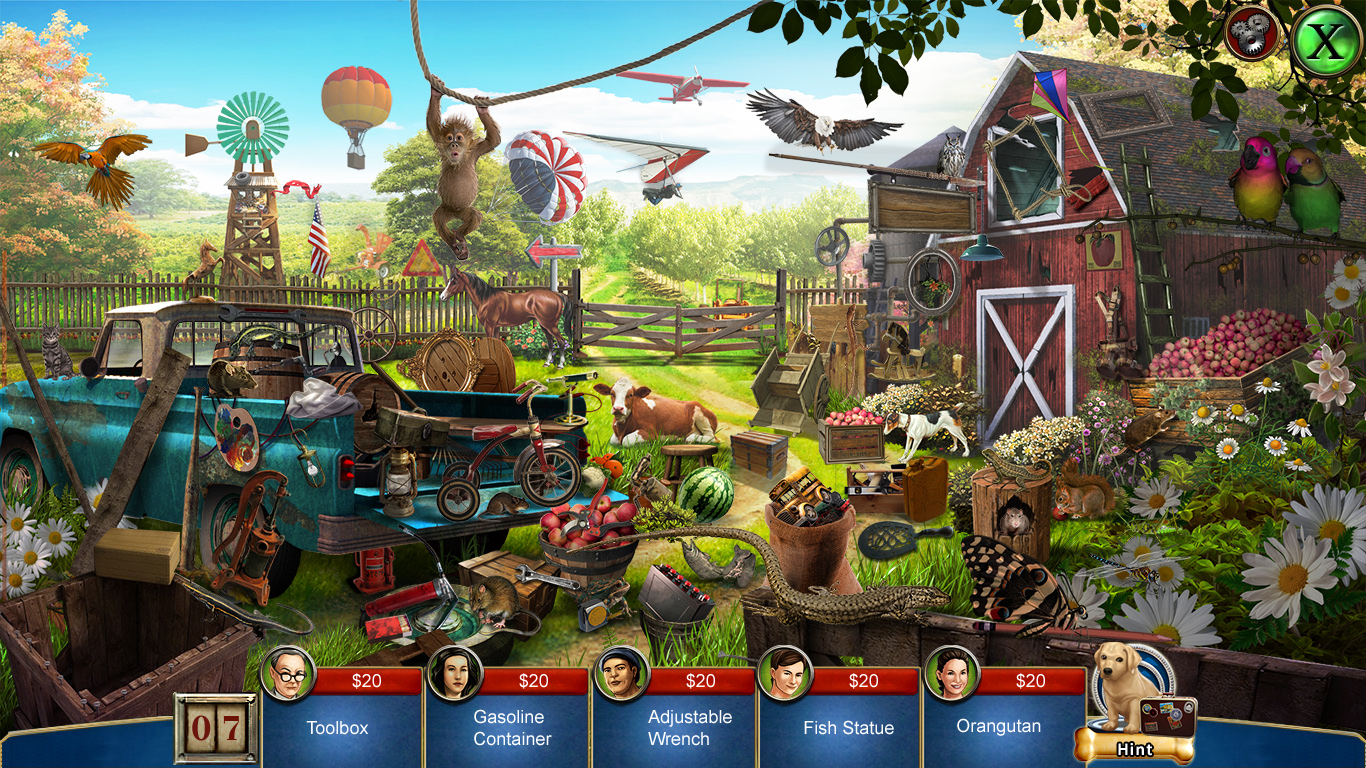 X
07
$20
Toolbox
$20
Gasoline
Container
$20
Adjustable
Wrench
$20
Fish Statue
$20
Orangutan
Hint